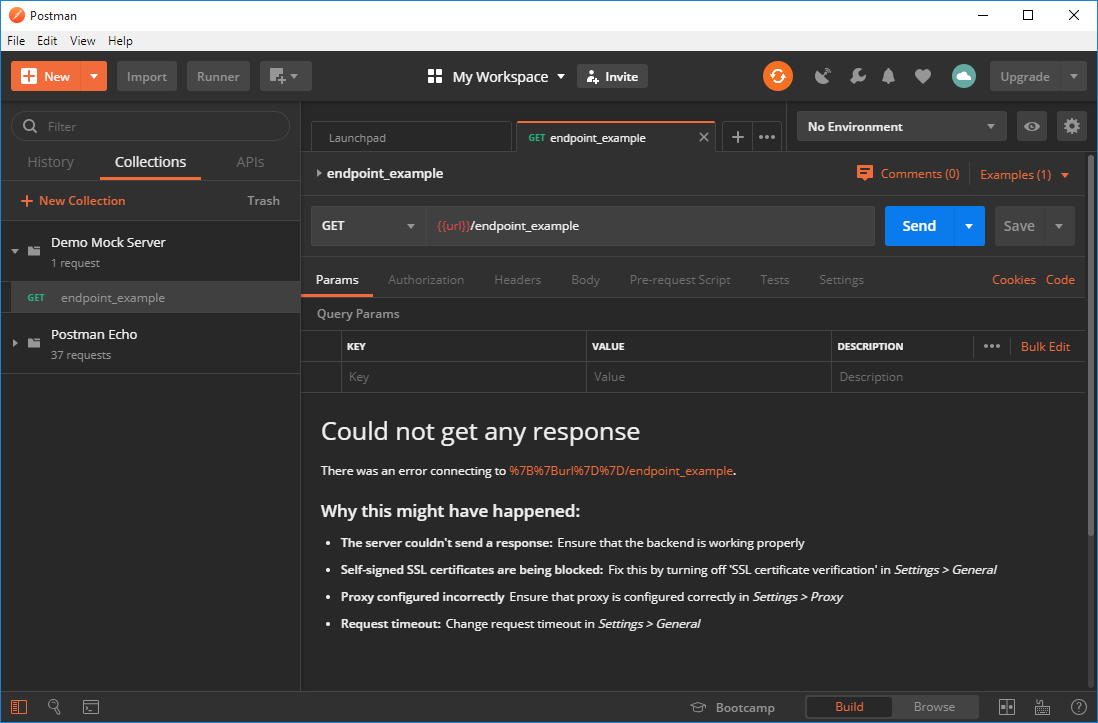 Postman
File Edit View Help
New Import Runner My Workspace Invite Upgrade
Filter
History Collections APIs
New Collection Trash
Demo Mock Server
1 request
GET endpoint_example
Postman Echo
37 requests
Launchpad GET endpoint_example No Environment
endpoint_example Comments (0) Examples (1)
GET {{url}}/endpoint_example Send Save
Params Authorization Headers Body Pre-request Script Tests Settings Cookies Code
Query Params
KEY VALUE DESCRIPTION Bulk Edit
Key Value Description
Could not get any response
There was an error connecting to %7B%7Burl%7D%7D/endpoint_example.
Why this might have happened:
• The server couldn't send a response: Ensure that the backend is working properly
• Self-signed SSL certificates are being blocked: Fix this by turning off 'SSL certificate verification' in Settings > General
• Proxy configured incorrectly Ensure that proxy is configured correctly in Settings > Proxy
• Request timeout: Change request timeout in Settings > General
Bootcamp Build Browse